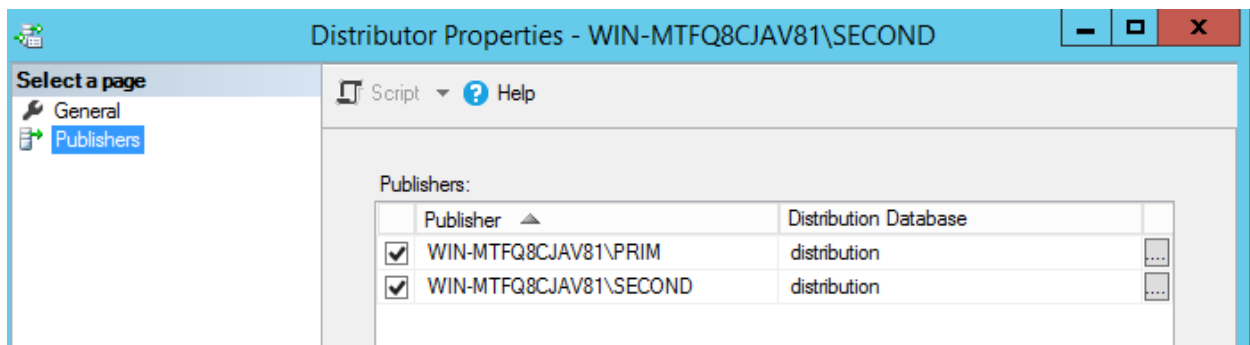 Distributor Properties - WIN-MTFQ8CJAV81\SECOND
Select a page
General
Publishers
Script Help
Publishers:
Publisher Distribution Database
WIN-MTFQ8CJAV81\PRIM distribution ....
WIN-MTFQ8CJAV81\SECOND distribution ....